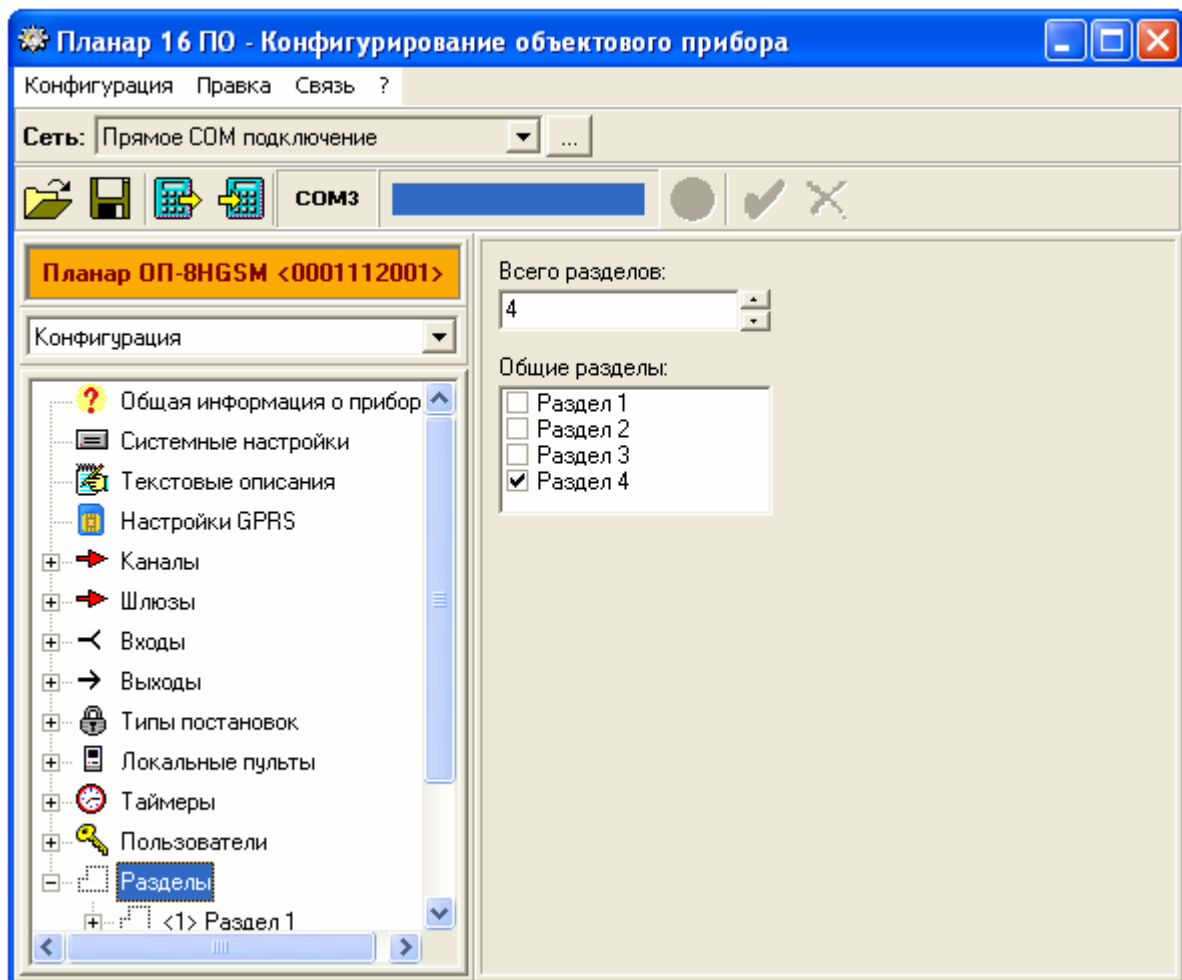 Планар 16 ПО - Конфигурирование объектового прибора
Конфигурация Правка Связь ?
Сеть: Прямое COM подключение ...
COM3
Планар ОП-8HGSM <0001112001>
Конфигурация
Общая информация о прибор
Системные настройки
Текстовые описания
Настройки GPRS
Каналы
Шлюзы
Входы
Выходы
Типы постановок
Локальные пульты
Таймеры
Пользователи
Разделы
<1> Раздел 1
Всего разделов:
4
Общие разделы:
Раздел 1
Раздел 2
Раздел 3
Раздел 4